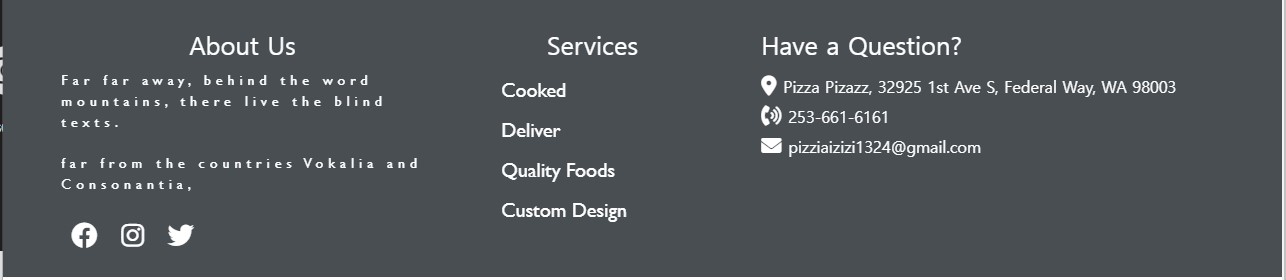 About Us
Far far away, behind the word
mountains, there live the blind
texts.
far from the countries Vokalia and
Consonantia,
Services
Cooked
Deliver
Quality Foods
Custom Design
Have a Question?
Pizza Pizazz, 32925 1st Ave S, Federal Way, WA 98003
253-661-6161
pizziaizizi1324@gmail.com